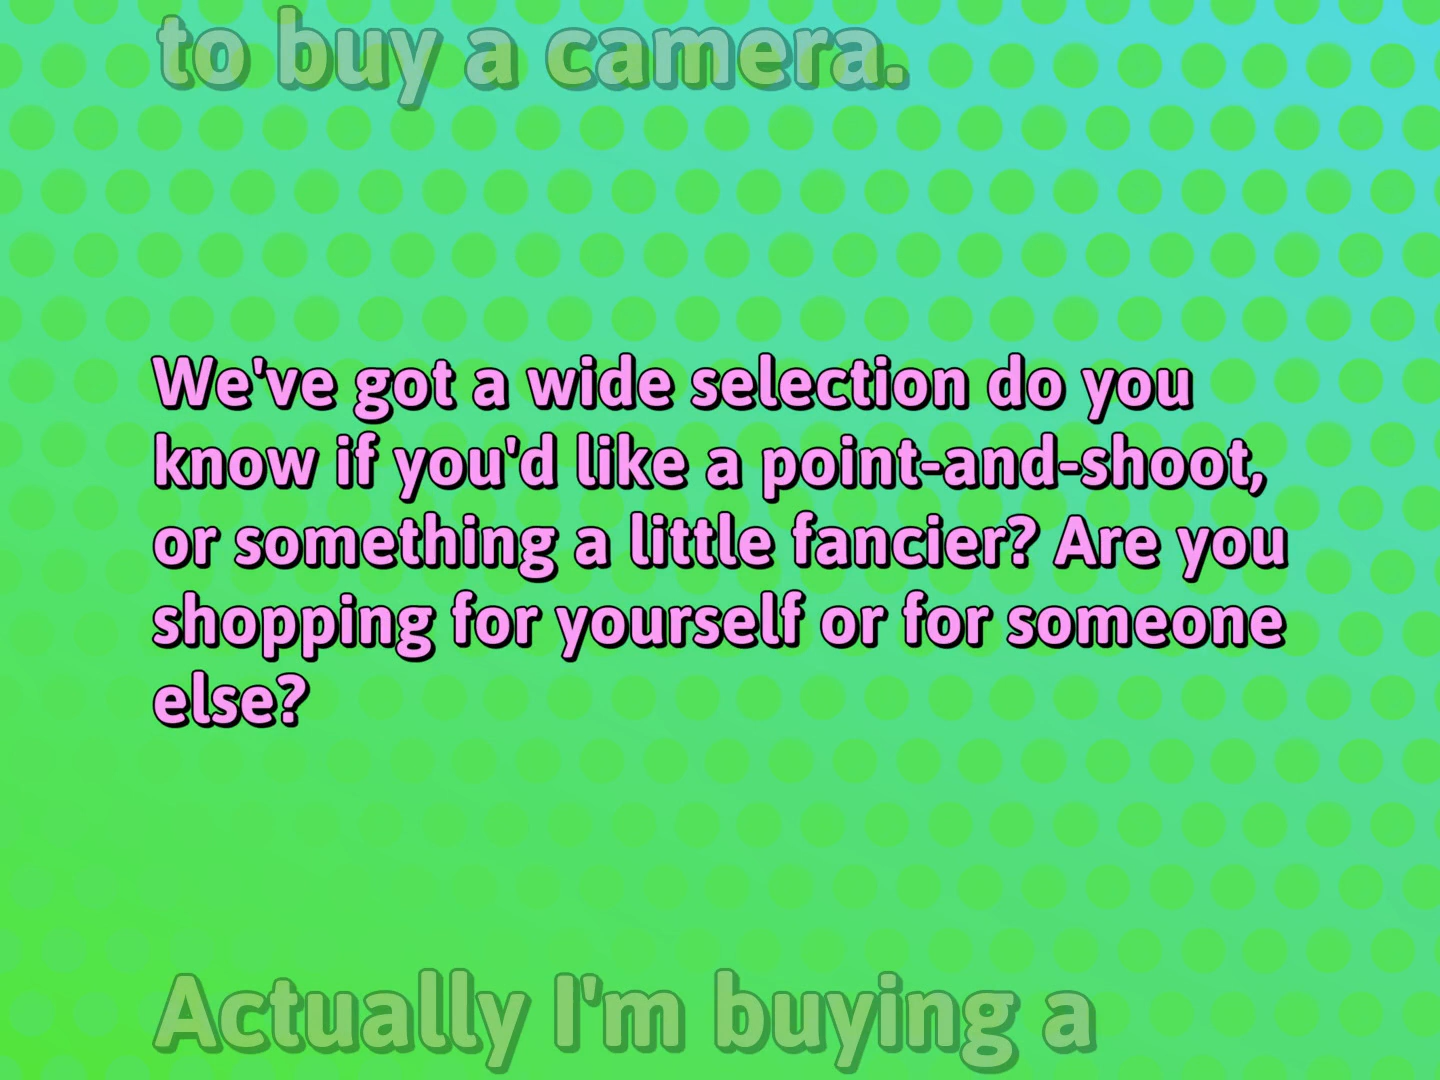 to buy a camera.
We've got a wide selection do you
know if you'd like a point-and-shoot,
or something a little fancier? Are you
shopping for yourself or for someone
else?
Actually I'm buying a